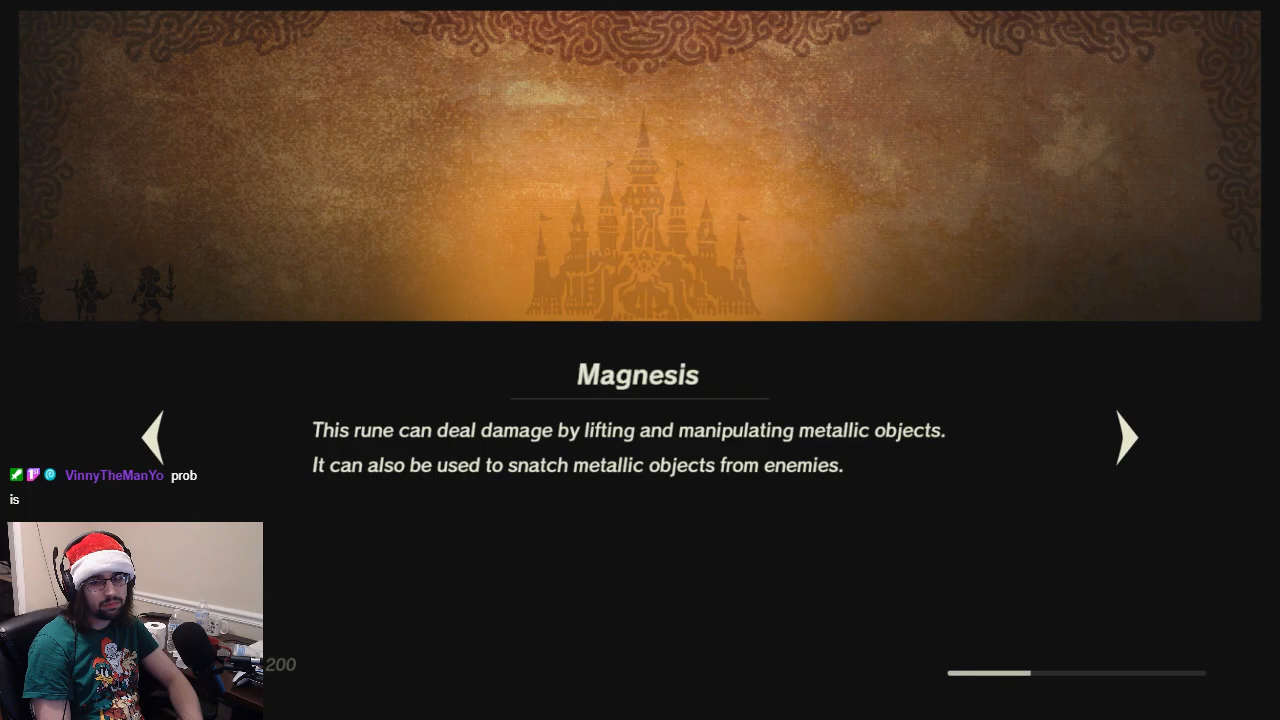 Magnesis
This rune can deal damage by lifting and manipulating metallic objects.
It can also be used to snatch metallic objects from enemies.
VinnyTheManYo prob
is
200